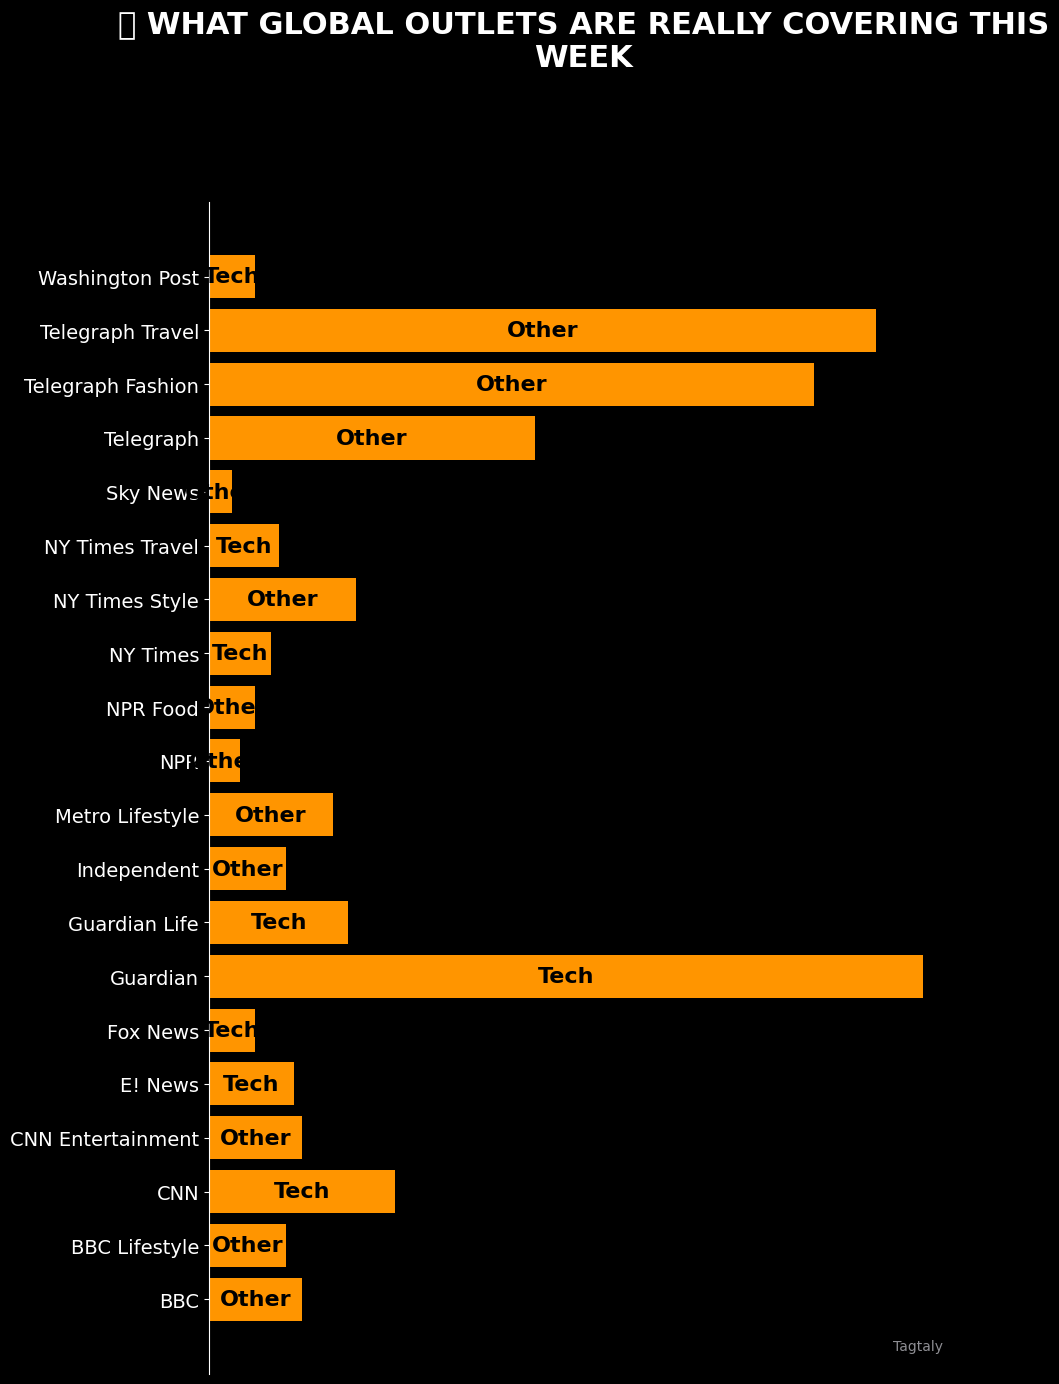 WHAT GLOBAL OUTLETS ARE REALLY COVERING THIS
WEEK
Washington Post Tech
Telegraph Travel Other
Telegraph Fashion Other
Telegraph Other
Sky News
NY Times Travel Tech
NY Times Style Other
NY Times Tech
NPR Food Other
NPR Other
Metro Lifestyle Other
Independent Other
Guardian Life Tech
Guardian Tech
Fox News Tech
E! News Tech
CNN Entertainment Other
CNN Tech
BBC Lifestyle Other
BBC Other
Tagtaly